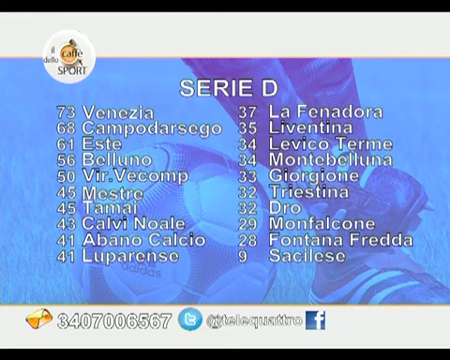 il caffè dello SPORT
SERIE D
73 Venezia
68 Campodarsego
61 Este
56 Belluno
50 Vir.Vecomp
45 Mestre
45 Tamai
43 Calvi Noale
41 Abano Calcio
41 Luparense
37 La Fenadora
35 Liventina
34 Levico Terme
34 Montebelluna
33 Giorgione
32 Triestina
32 Dro
29 Monfalcone
28 Fontana Fredda
9 Sacilese
adidas
3407006567 @telequattro f